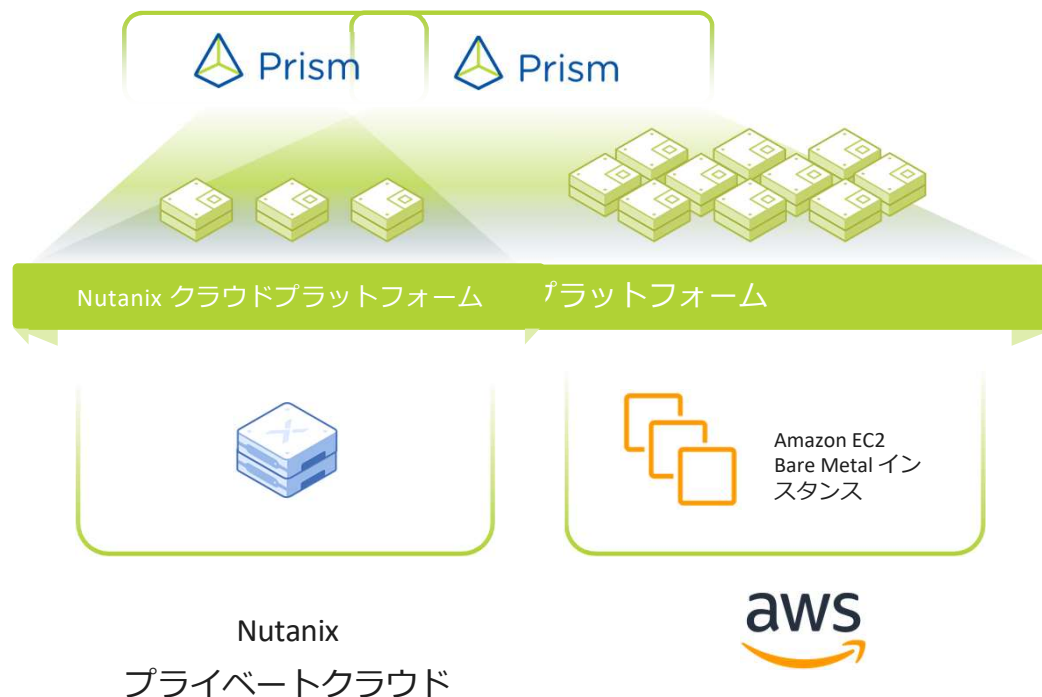 Prism
Prism
Nutanix クラウドプラットフォーム
プラットフォーム
Amazon EC2
Bare Metal イン
スタンス
aws
Nutanix
プライベートクラウド